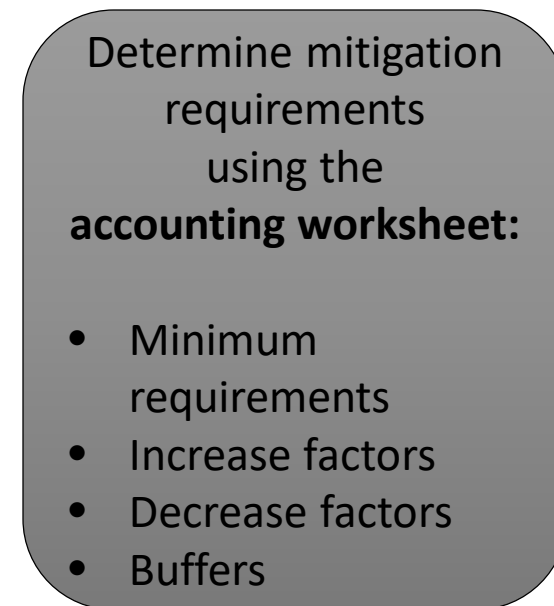 Determine mitigation
requirements
using the
accounting worksheet:
• Minimum
requirements
• Increase factors
• Decrease factors
• Buffers